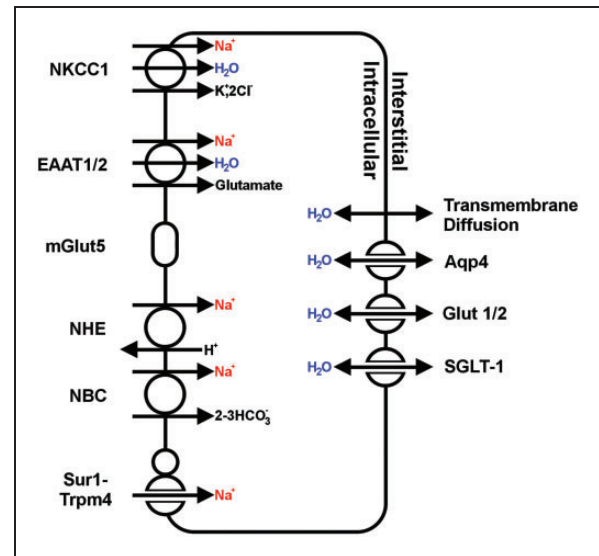 NKCC1
Na⁺
H₂O
K⁺,2Cl⁻
EAAT1/2
Na⁺
H₂O
Glutamate
mGlut5
NHE
Na⁺
H⁺
NBC
Na⁺
2-3HCO₃⁻
Sur1-
Trpm4
Na⁺
Intracellular
Interstitial
H₂O
Transmembrane
Diffusion
H₂O
Aqp4
H₂O
Glut 1/2
H₂O
SGLT-1